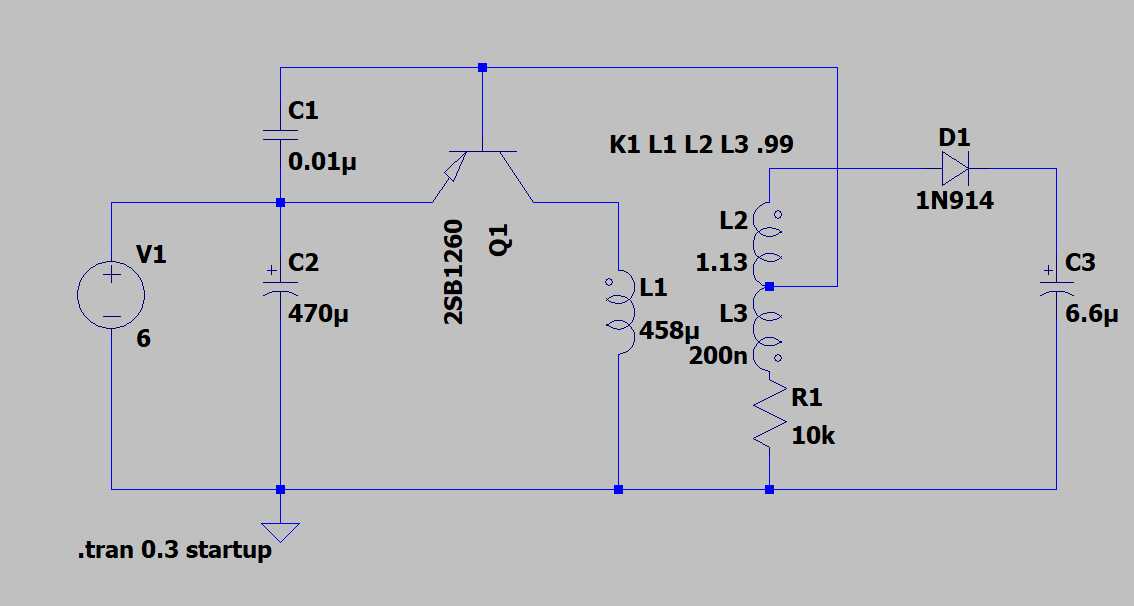 C1
0.01µ
K1 L1 L2 L3 .99
D1
1N914
V1
6
C2
470µ
2SB1260
Q1
L1
458µ
L2
1.13
L3
200n
R1
10k
C3
6.6µ
.tran 0.3 startup